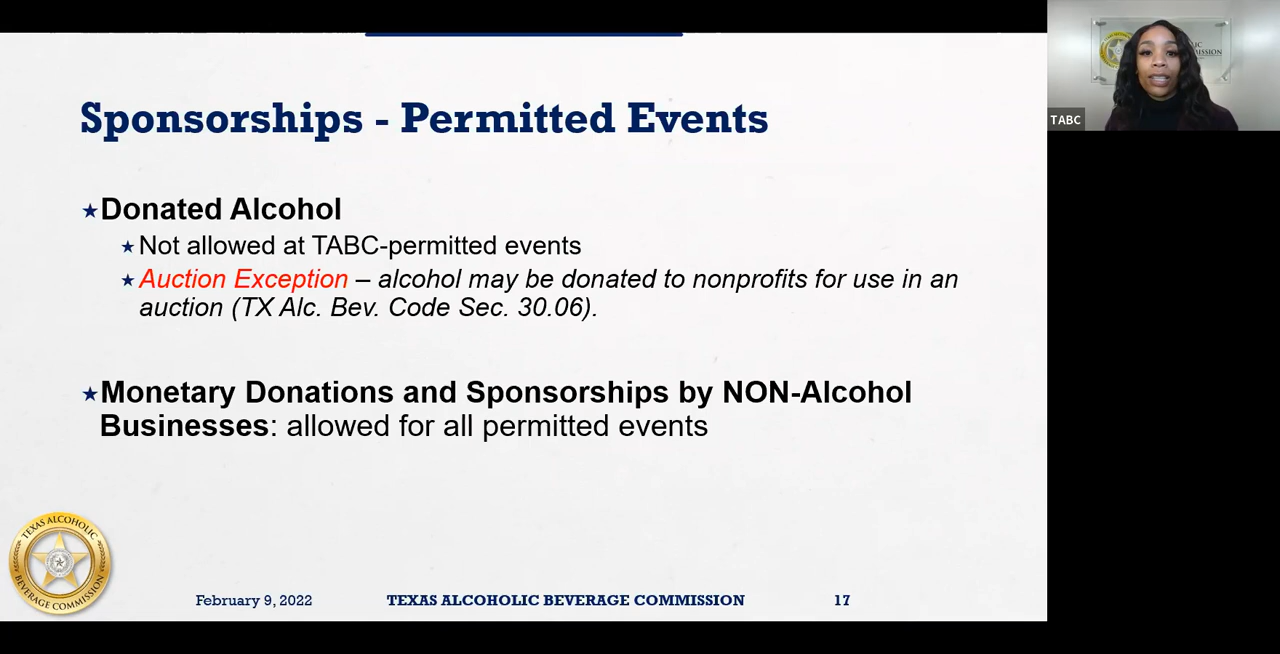 Sponsorships - Permitted Events
★Donated Alcohol
★Not allowed at TABC-permitted events
★Auction Exception – alcohol may be donated to nonprofits for use in an
auction (TX Alc. Bev. Code Sec. 30.06).
★Monetary Donations and Sponsorships by NON-Alcohol
Businesses: allowed for all permitted events
TEXAS ALCOHOLIC
BEVERAGE COMMISSION
February 9, 2022
TEXAS ALCOHOLIC BEVERAGE COMMISSION
17
TABC